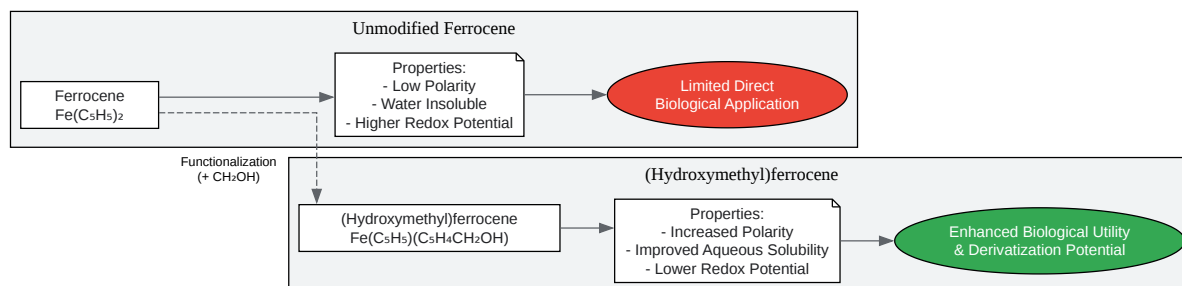 Unmodified Ferrocene
Ferrocene
Fe(C₅H₅)₂
Properties:
- Low Polarity
- Water Insoluble
- Higher Redox Potential
Limited Direct
Biological Application
Functionalization
(+ CH₂OH)
(Hydroxymethyl)ferrocene
(Hydroxymethyl)ferrocene
Fe(C₅H₅)(C₅H₄CH₂OH)
Properties:
- Increased Polarity
- Improved Aqueous Solubility
- Lower Redox Potential
Enhanced Biological Utility
& Derivatization Potential